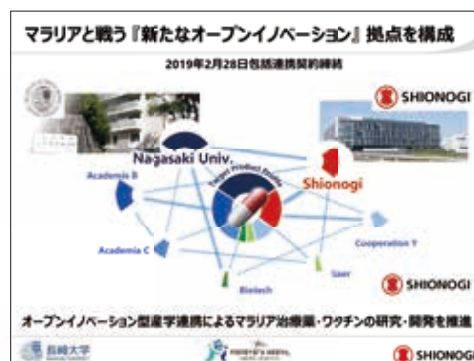 マラリアと戦う『新たなオープンイノベーション』拠点を構成
2019年2月28日包括連携契約締結
SHIONOGI
Nagasaki Univ.
Target Product Profile
Shionogi
Academia B
Academia C
Cooperation Y
Biotech
User
SHIONOGI
オープンイノベーション型産学連携によるマラリア治療薬・ワクチンの研究・開発を推進
長崎大学
SHIONOGI